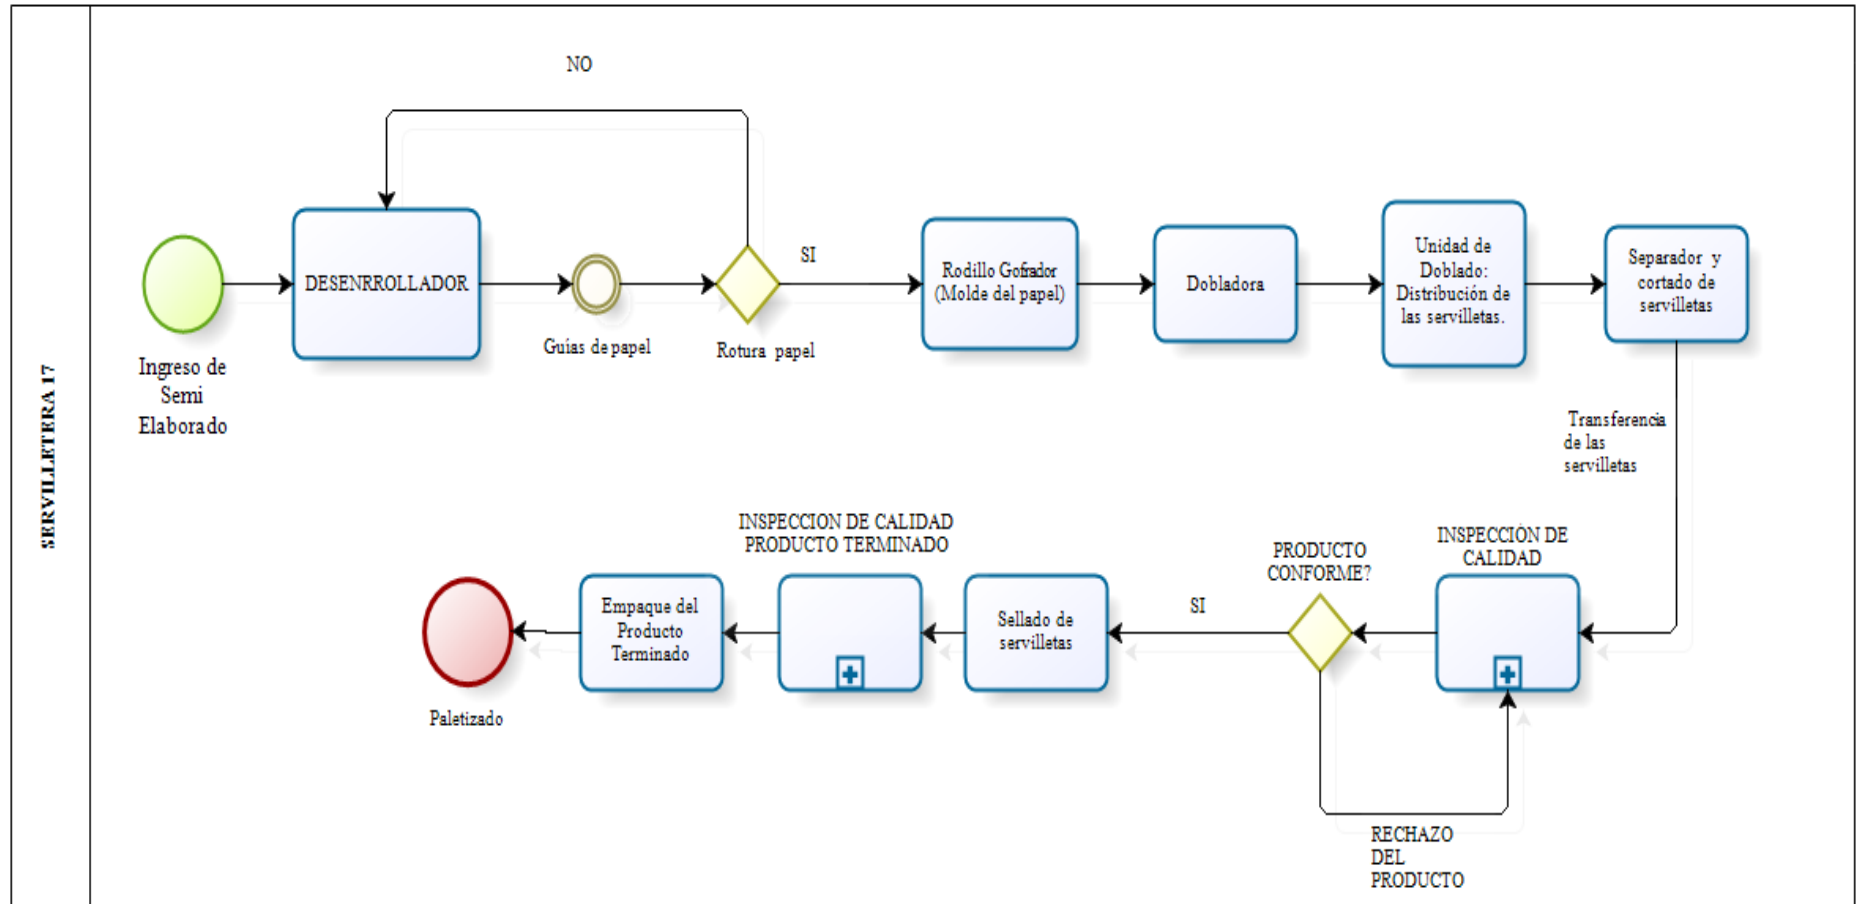 SERVILLETERA 17
NO
Ingreso de
Semi
Elaborado
DESENRROLLADOR
Guías de papel
Rotura papel
SI
Rodillo Gofrador
(Molde del papel)
Dobladora
Unidad de
Doblado:
Distribución de
las servilletas.
Separador y
cortado de
servilletas
Transferencia
de las
servilletas
INSPECCIÓN DE
CALIDAD
PRODUCTO
CONFORME?
RECHAZO
DEL
PRODUCTO
SI
Sellado de
servilletas
INSPECCION DE CALIDAD
PRODUCTO TERMINADO
Empaque del
Producto
Terminado
Paletizado